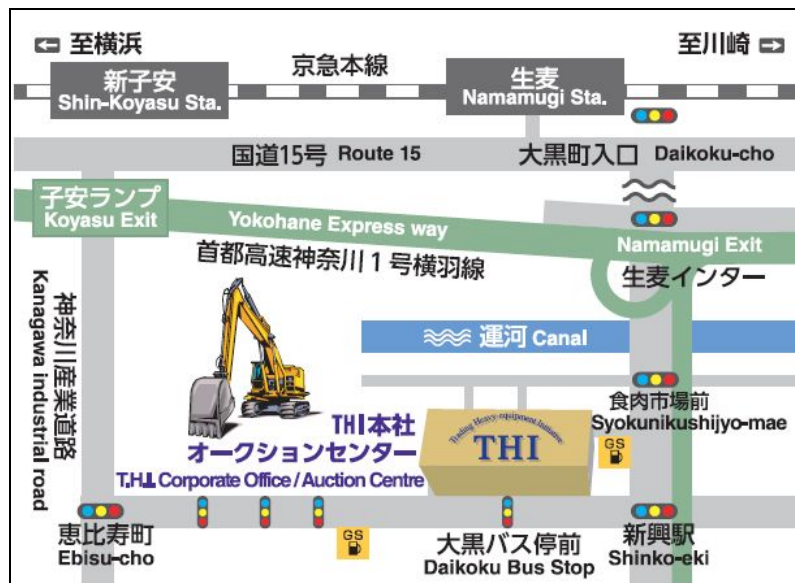 至横浜
至川崎
新子安
Shin-Koyasu Sta.
京急本線
生麦
Namamugi Sta.
国道15号 Route 15
大黒町入口 Daikoku-cho
子安ランプ
Koyasu Exit
Yokohane Express way
首都高速神奈川1号横羽線
Namamugi Exit
生麦インター
神奈川産業道路
Kanagawa industrial road
運河 Canal
食肉市場前
Syokunikushijyo-mae
THI本社
オークションセンター
T.H.I. Corporate Office / Auction Centre
Trading Heavy-equipment Initiative
THI
GS
恵比寿町
Ebisu-cho
GS
大黒バス停前
Daikoku Bus Stop
新興駅
Shinko-eki